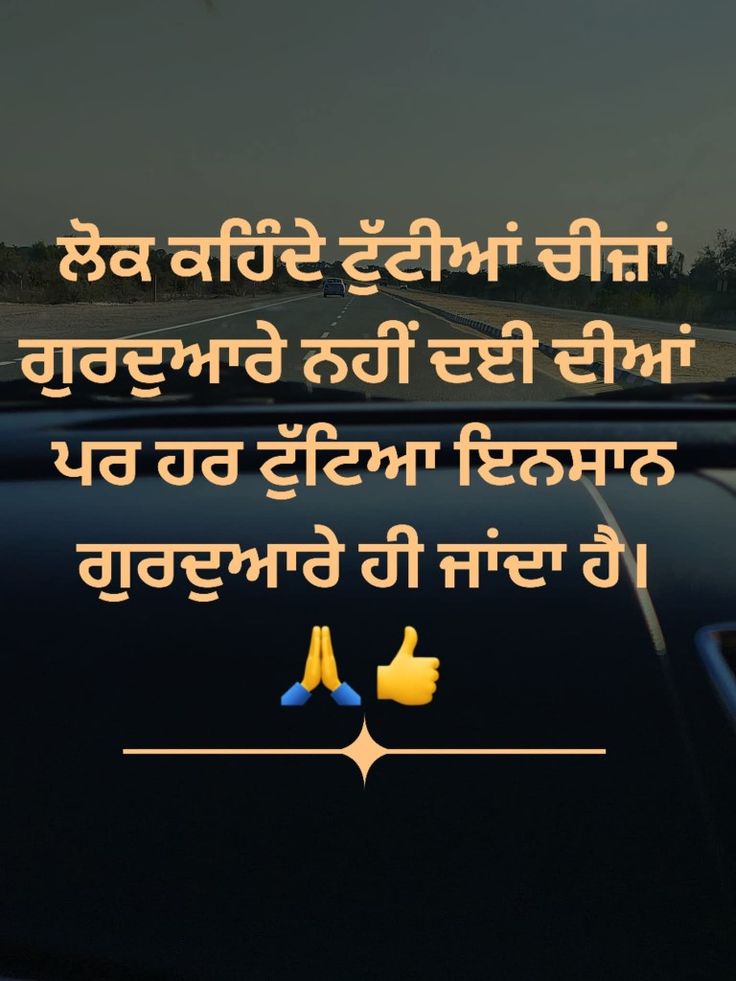 ਲੋਕ ਕਹਿੰਦੇ ਟੁੱਟੀਆਂ ਚੀਜ਼ਾਂ
ਗੁਰਦੁਆਰੇ ਨਹੀਂ ਦਈ ਦੀਆਂ
ਪਰ ਹਰ ਟੁੱਟਿਆ ਇਨਸਾਨ
ਗੁਰਦੁਆਰੇ ਹੀ ਜਾਂਦਾ ਹੈ।
🙏👍